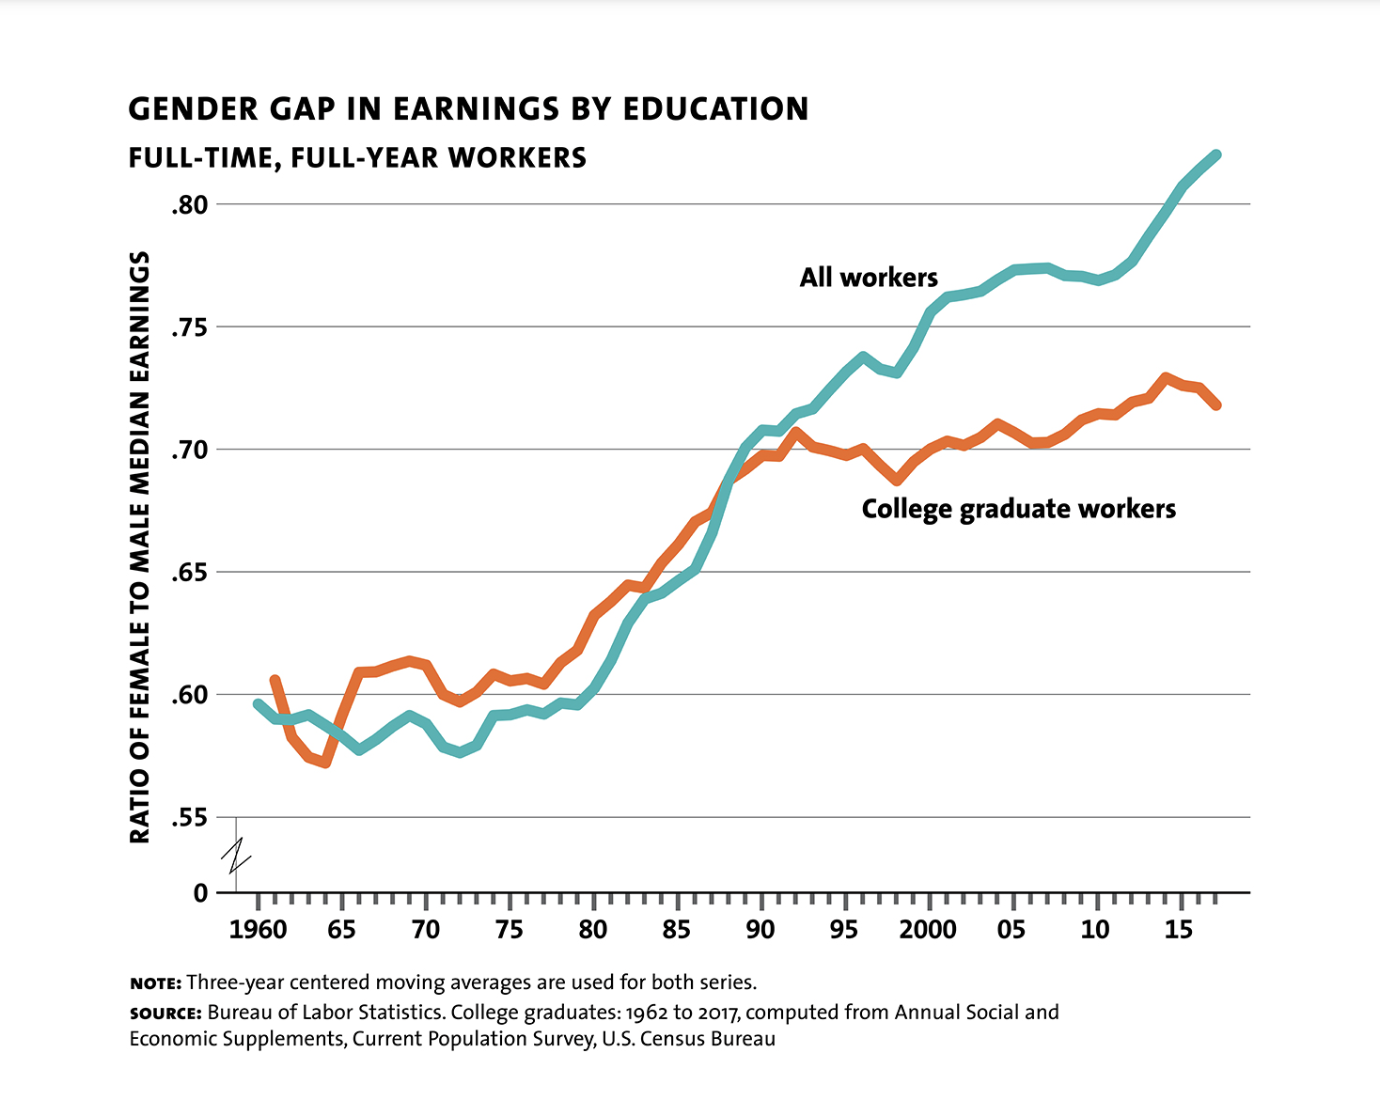 GENDER GAP IN EARNINGS BY EDUCATION
FULL-TIME, FULL-YEAR WORKERS
RATIO OF FEMALE TO MALE MEDIAN EARNINGS
.80
.75
.70
.65
.60
.55
0
All workers
College graduate workers
1960 65 70 75 80 85 90 95 2000 05 10 15
NOTE: Three-year centered moving averages are used for both series.
SOURCE: Bureau of Labor Statistics. College graduates: 1962 to 2017, computed from Annual Social and
Economic Supplements, Current Population Survey, U.S. Census Bureau